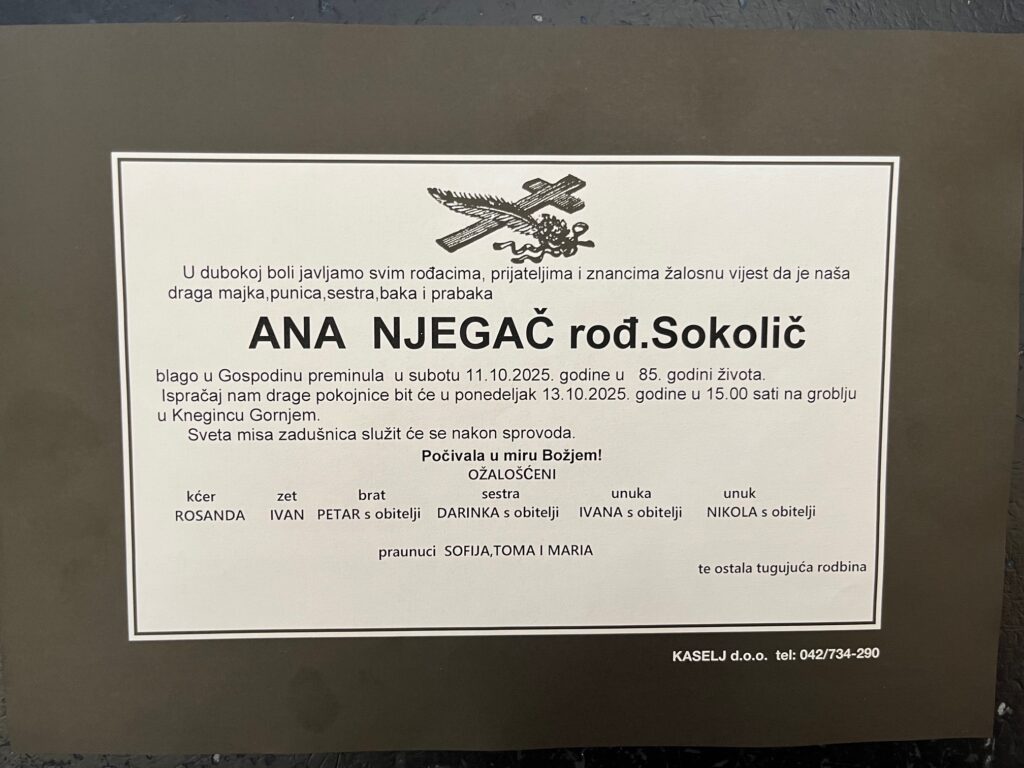 U dubokoj boli javljamo svim rođacima, prijateljima i znancima žalosnu vijest da je naša
draga majka,punica,sestra,baka i prabaka
ANA NJEGAČ rođ.Sokolič
blago u Gospodinu preminula u subotu 11.10.2025. godine u 85. godini života.
Ispračaj nam drage pokojnice bit će u ponedeljak 13.10.2025. godine u 15.00 sati na groblju
u Knegincu Gornjem.
Sveta misa zadušnica služit će se nakon sprovoda.
Počivala u miru Božjem!
OŽALOŠĆENI
kćer zet brat sestra unuka unuk
ROSANDA IVAN PETAR s obitelji DARINKA s obitelji IVANA s obitelji NIKOLA s obitelji
praunuci SOFIJA,TOMA I MARIA
te ostala tugujuća rodbina
KASELJ d.o.o. tel: 042/734-290